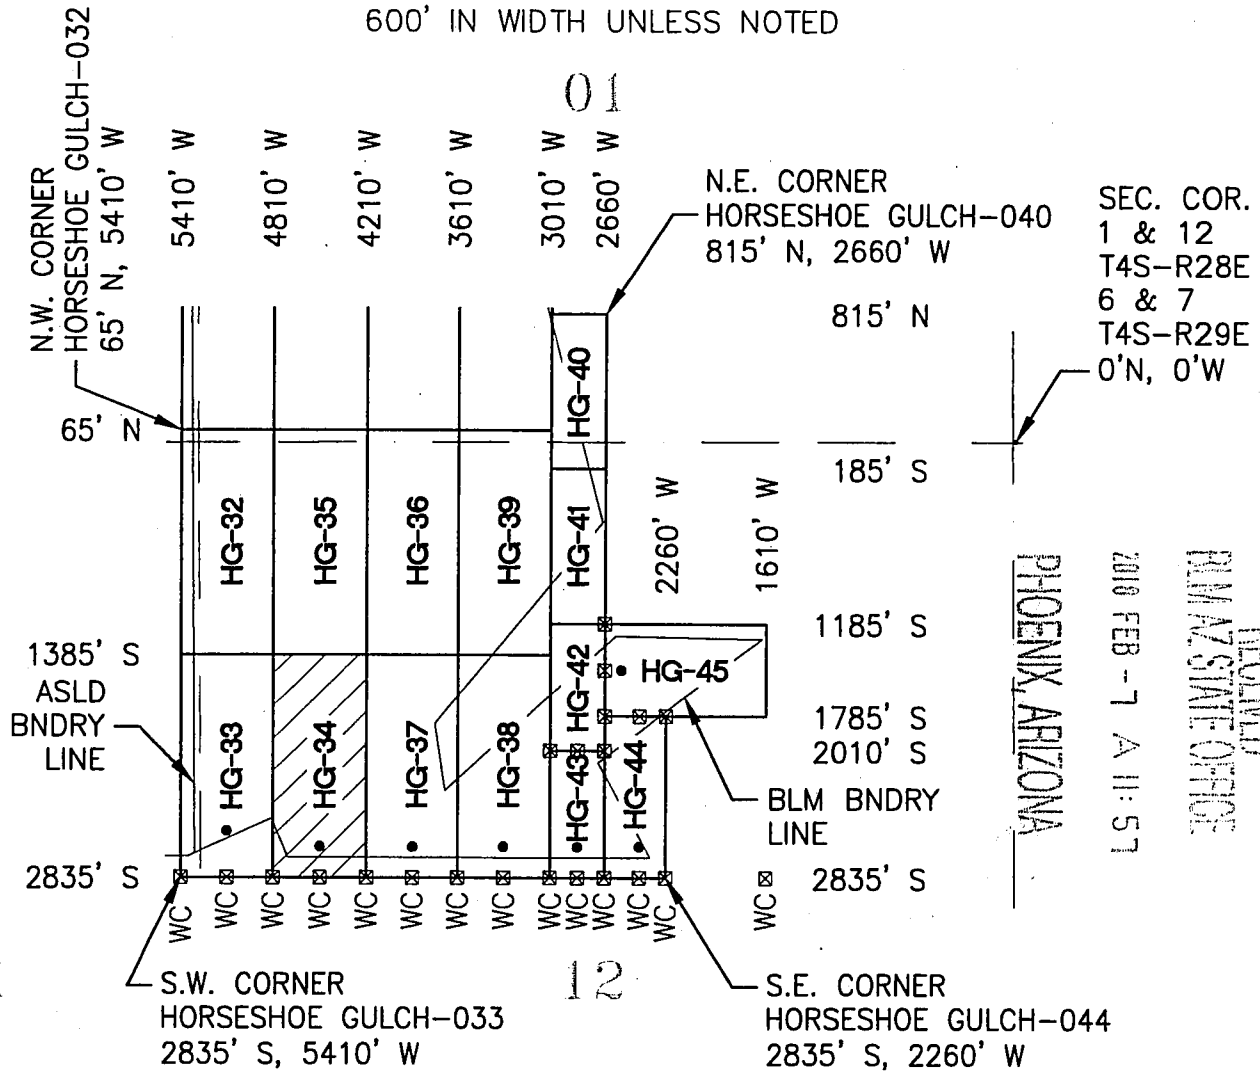 600' IN WIDTH UNLESS NOTED
01
N.W. CORNER
HORSESHOE GULCH-032
65' N, 5410' W
5410' W
4810' W
4210' W
3610' W
3010' W
2660' W
N.E. CORNER
HORSESHOE GULCH-040
815' N, 2660' W
SEC. COR.
1 & 12
T4S-R28E
6 & 7
T4S-R29E
0'N, 0'W
815' N
65' N
HG-40
185' S
2260' W
1610' W
HG-32
HG-35
HG-36
HG-39
HG-41
1185' S
1385' S
ASLD
BNDRY
LINE
HG-33
HG-34
HG-37
HG-38
HG-42
HG-45
HG-43
HG-44
1785' S
2010' S
BLM BNDRY
LINE
2835' S
2835' S
WC
WC
WC
WC
WC
WC
WC
WC
WC
WC
WC
WC
WC
12
S.W. CORNER
HORSESHOE GULCH-033
2835' S, 5410' W
S.E. CORNER
HORSESHOE GULCH-044
2835' S, 2260' W
RECEIVED
BLM AZ STATE OFFICE
2018 FEB -7 A 11:57
PHOENIX, ARIZONA